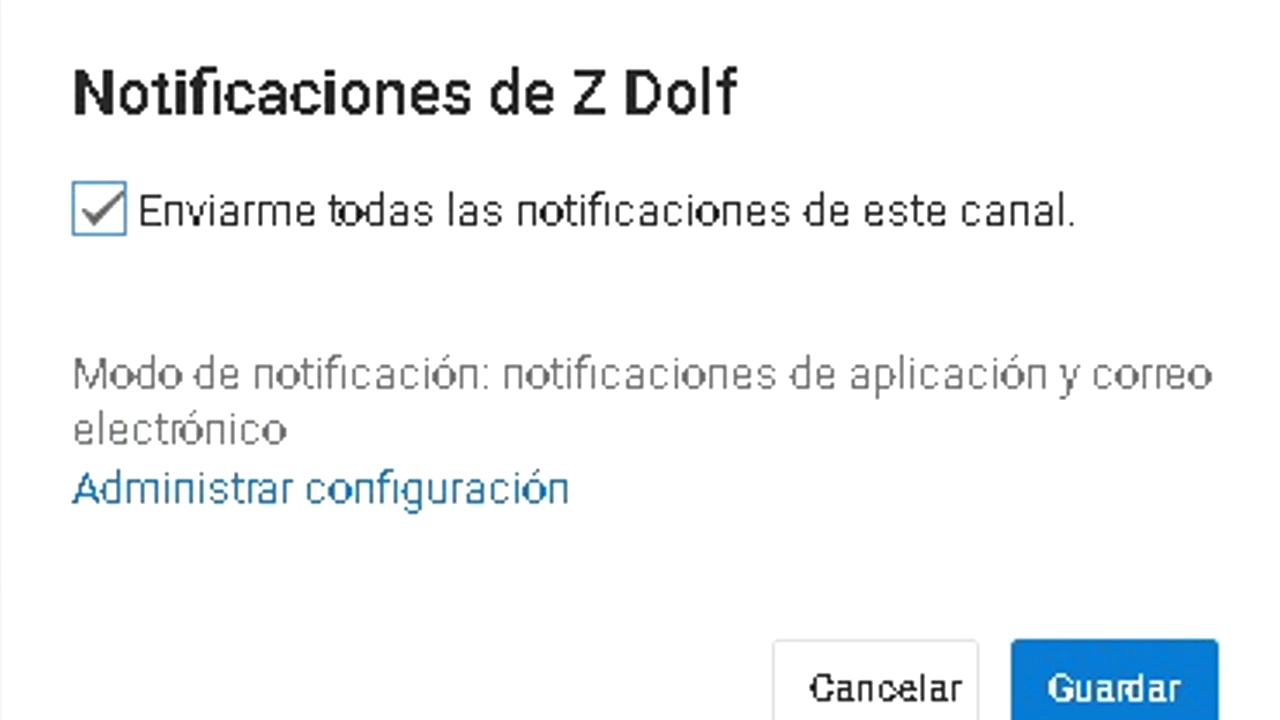 Notificaciones de Z Dolf
Enviarme todas las notificaciones de este canal.
Modo de notificación: notificaciones de aplicación y correo
electrónico
Administrar configuración
Cancelar Guardar